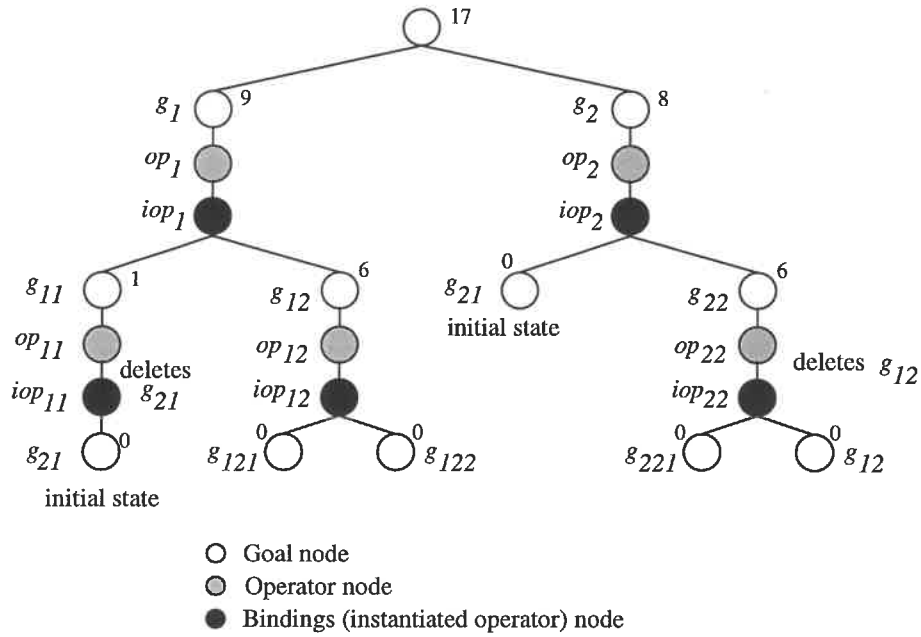 17
g1 9 g2 8
op1 op2
iop1 iop2
g11 1 g12 6 g21 0 g22 6
initial state
op11 op12 op22
deletes g21 deletes g12
iop11 iop12 iop22
g21 0 g121 0 0 g122 g221 0 0 g12
initial state
Goal node
Operator node
Bindings (instantiated operator) node